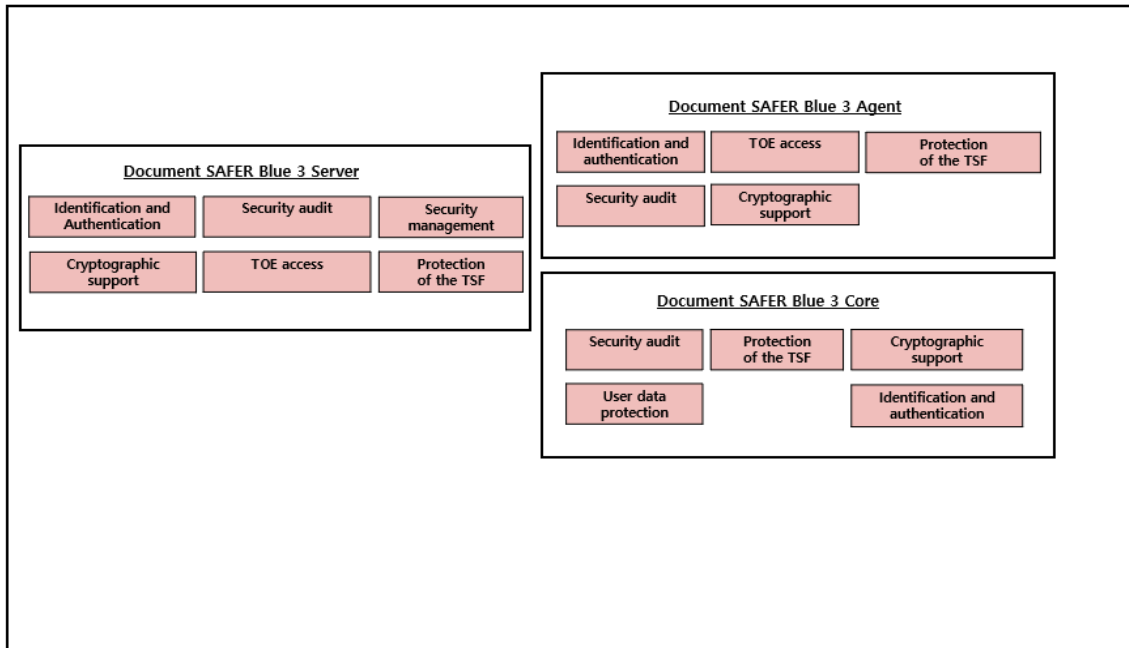 Document SAFER Blue 3 Server
Identification and
Authentication
Security audit
Security
management
Cryptographic
support
TOE access
Protection
of the TSF
Document SAFER Blue 3 Agent
Identification and
authentication
TOE access
Protection
of the TSF
Security audit
Cryptographic
support
Document SAFER Blue 3 Core
Security audit
Protection
of the TSF
Cryptographic
support
User data
protection
Identification and
authentication